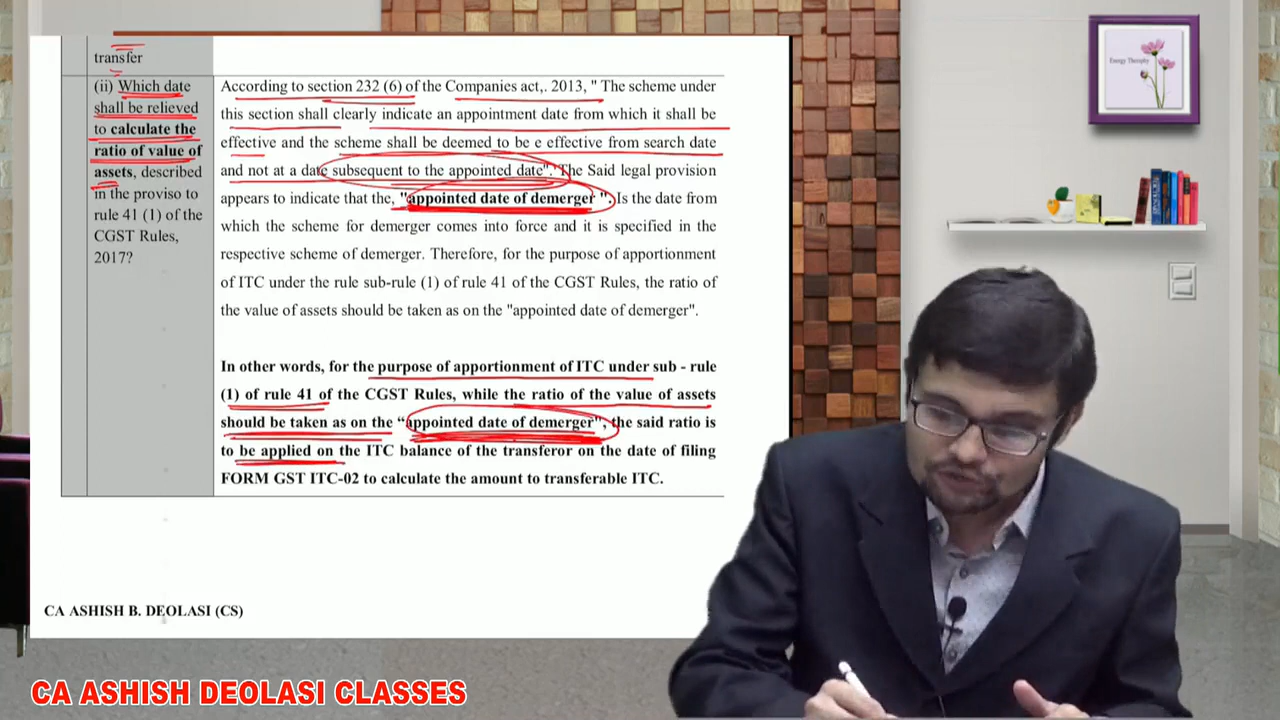 transfer
(ii) Which date
shall be relieved
to calculate the
ratio of value of
assets, described
in the proviso to
rule 41 (1) of the
CGST Rules,
2017?
According to section 232 (6) of the Companies act,. 2013, " The scheme under
this section shall clearly indicate an appointment date from which it shall be
effective and the scheme shall be deemed to be e effective from search date
and not at a date subsequent to the appointed date". The Said legal provision
appears to indicate that the, "appointed date of demerger ". Is the date from
which the scheme for demerger comes into force and it is specified in the
respective scheme of demerger. Therefore, for the purpose of apportionment
of ITC under the rule sub-rule (1) of rule 41 of the CGST Rules, the ratio of
the value of assets should be taken as on the "appointed date of demerger".
In other words, for the purpose of apportionment of ITC under sub - rule
(1) of rule 41 of the CGST Rules, while the ratio of the value of assets
should be taken as on the “appointed date of demerger", the said ratio is
to be applied on the ITC balance of the transferor on the date of filing
FORM GST ITC-02 to calculate the amount to transferable ITC.
CA ASHISH B. DEOLASI (CS)
CA ASHISH DEOLASI CLASSES
Energy Therophy